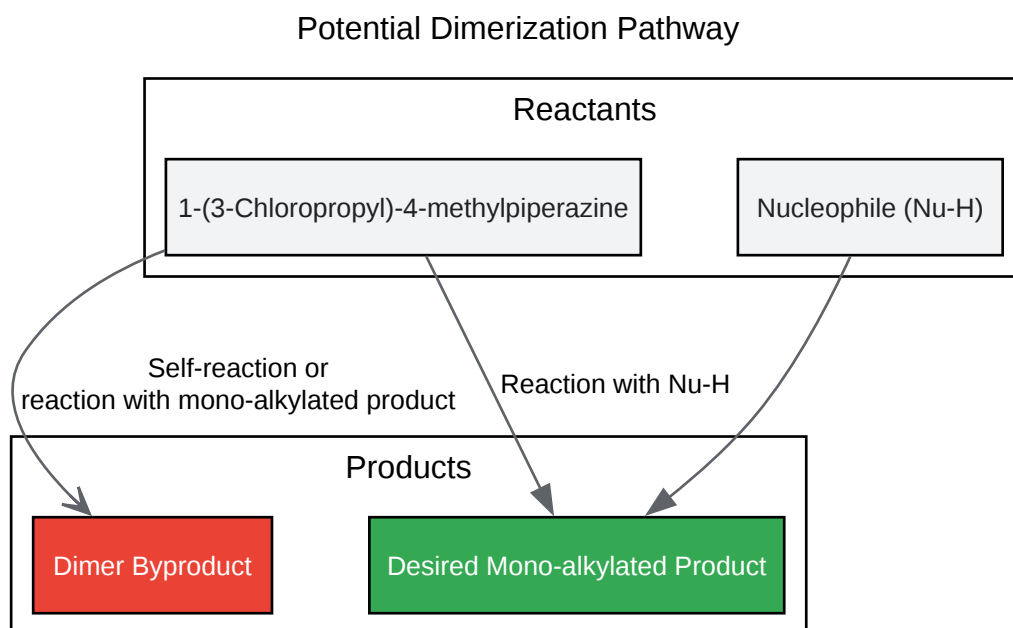 Potential Dimerization Pathway
Reactants
1-(3-Chloropropyl)-4-methylpiperazine
Nucleophile (Nu-H)
Self-reaction or
reaction with mono-alkylated product
Reaction with Nu-H
Products
Dimer Byproduct
Desired Mono-alkylated Product